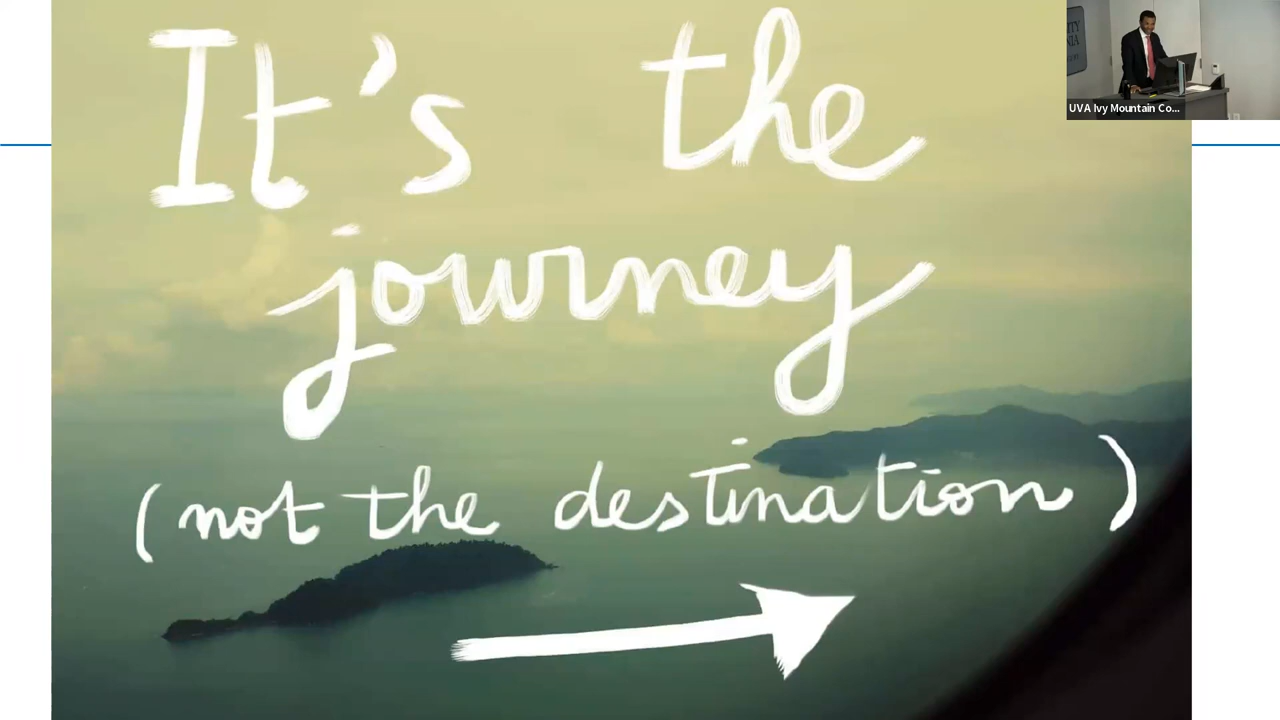 It's the
journey
(not the destination)
UVA Ivy Mountain Co...